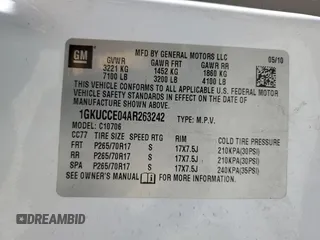 GM
MFD BY GENERAL MOTORS LLC
05/10
GVWR GAWR FRT GAWR RR
3221 KG 1452 KG 1860 KG
7100 LB 3200 LB 4100 LB
THIS VEHICLE CONFORMS TO ALL APPLICABLE U.S. FEDERAL MOTOR
VEHICLE SAFETY AND THEFT PREVENTION STANDARDS IN EFFECT ON
THE DATE OF MANUFACTURE SHOWN ABOVE.
1GKUCCE04AR263242 TYPE: M.P.V.
MODEL: C10706
CC77 TIRE SIZE SPEED RTG RIM COLD TIRE PRESSURE
FRT P265/70R17 S 17X7.5J 210KPA(30PSI)
RR P265/70R17 S 17X7.5J 210KPA(30PSI)
SPA P265/70R17 S 17X7.5J 240KPA(35PSI)
SEE OWNER'S MANUAL FOR MORE INFORMATION.
DREAMBID